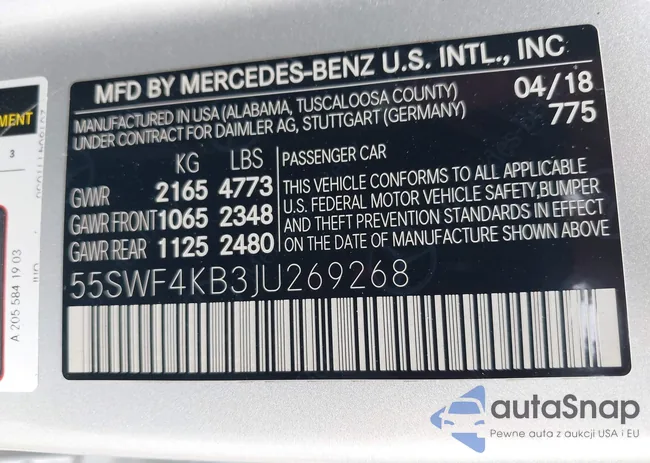 MFD BY MERCEDES-BENZ U.S. INTL., INC
MANUFACTURED IN USA (ALABAMA, TUSCALOOSA COUNTY)
UNDER CONTRACT FOR DAIMLER AG, STUTTGART (GERMANY)
04/18
775
KG LBS
GVWR 2165 4773
GAWR FRONT 1065 2348
GAWR REAR 1125 2480
PASSENGER CAR
THIS VEHICLE CONFORMS TO ALL APPLICABLE
U.S. FEDERAL MOTOR VEHICLE SAFETY, BUMPER
AND THEFT PREVENTION STANDARDS IN EFFECT
ON THE DATE OF MANUFACTURE SHOWN ABOVE
55SWF4KB3JU269268
MENT
3
A 205 584 19 03
autaSnap
Pewne auta z aukcji USA i EU